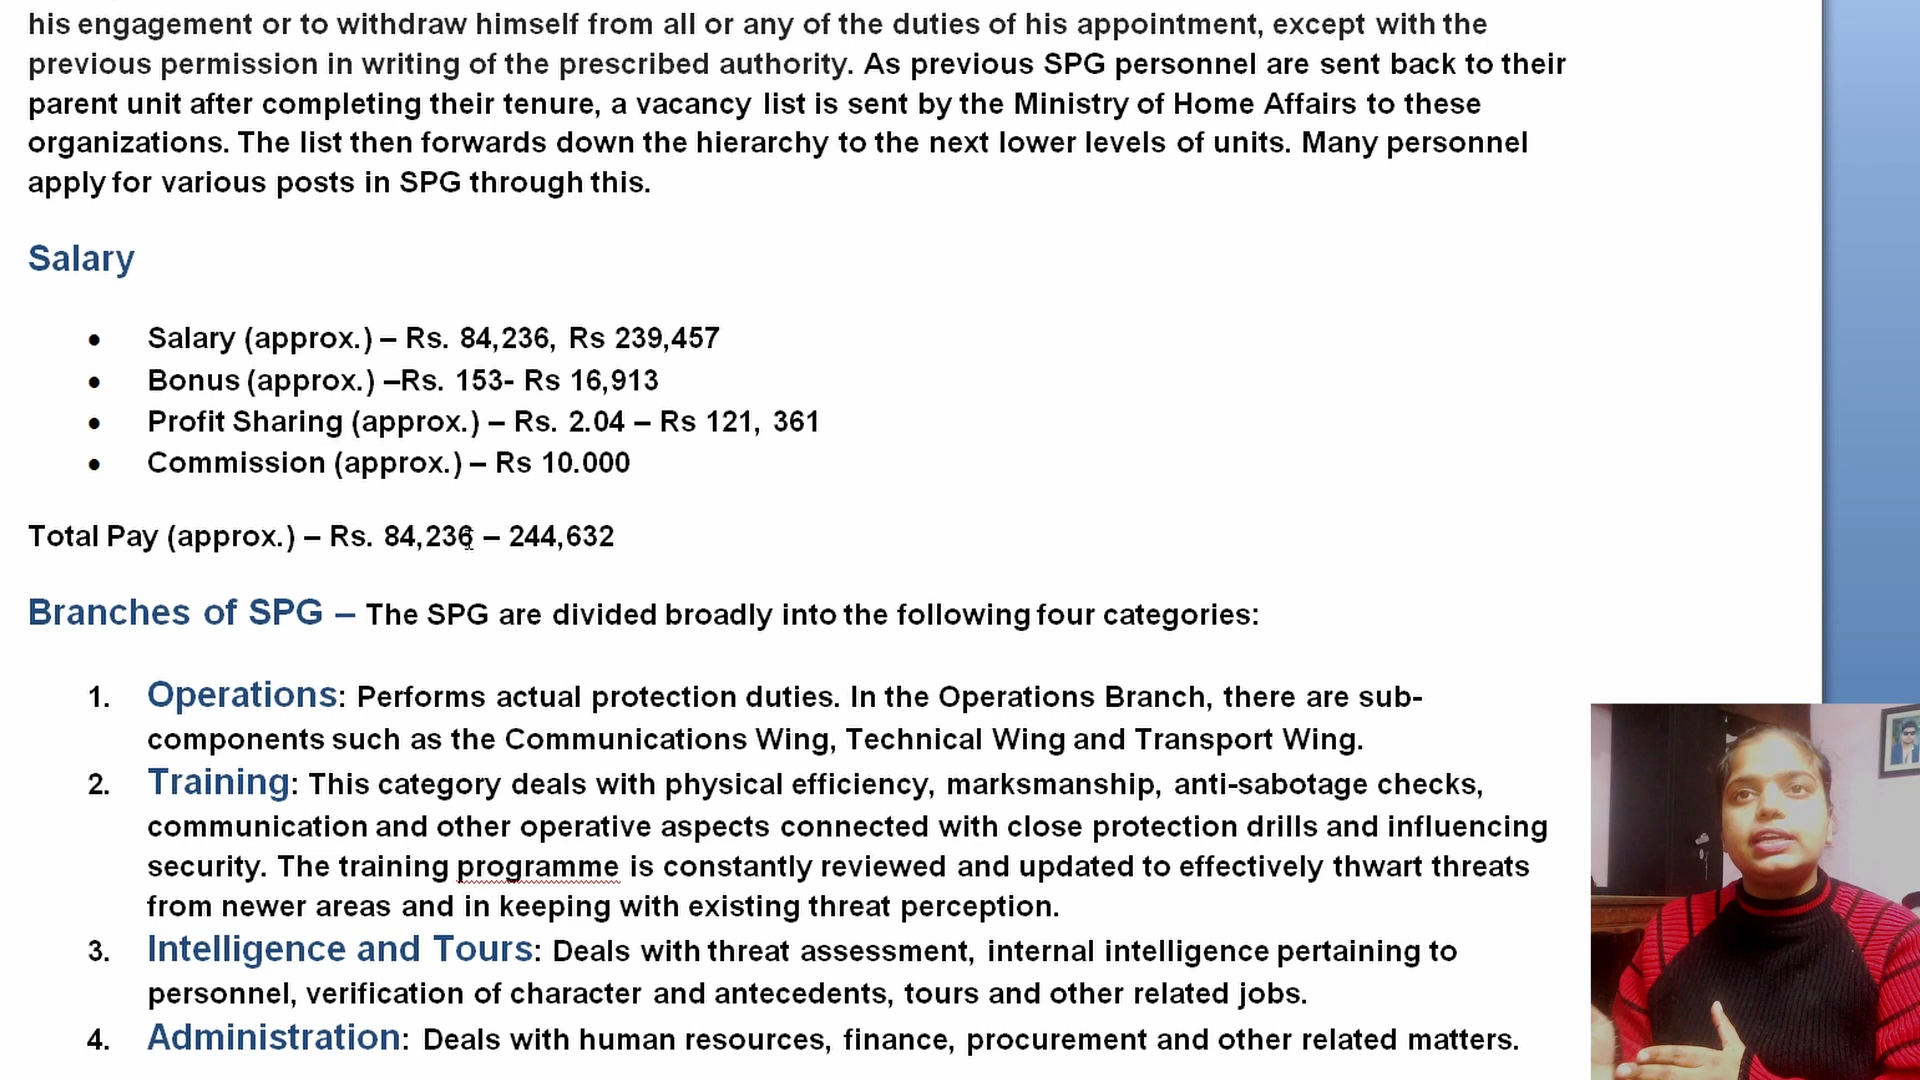 his engagement or to withdraw himself from all or any of the duties of his appointment, except with the
previous permission in writing of the prescribed authority. As previous SPG personnel are sent back to their
parent unit after completing their tenure, a vacancy list is sent by the Ministry of Home Affairs to these
organizations. The list then forwards down the hierarchy to the next lower levels of units. Many personnel
apply for various posts in SPG through this.
Salary
• Salary (approx.) – Rs. 84,236, Rs 239,457
• Bonus (approx.) –Rs. 153- Rs 16,913
• Profit Sharing (approx.) – Rs. 2.04 – Rs 121, 361
• Commission (approx.) – Rs 10.000
Total Pay (approx.) – Rs. 84,236 – 244,632
Branches of SPG – The SPG are divided broadly into the following four categories:
1. Operations: Performs actual protection duties. In the Operations Branch, there are sub-
components such as the Communications Wing, Technical Wing and Transport Wing.
2. Training: This category deals with physical efficiency, marksmanship, anti-sabotage checks,
communication and other operative aspects connected with close protection drills and influencing
security. The training programme is constantly reviewed and updated to effectively thwart threats
from newer areas and in keeping with existing threat perception.
3. Intelligence and Tours: Deals with threat assessment, internal intelligence pertaining to
personnel, verification of character and antecedents, tours and other related jobs.
4. Administration: Deals with human resources, finance, procurement and other related matters.